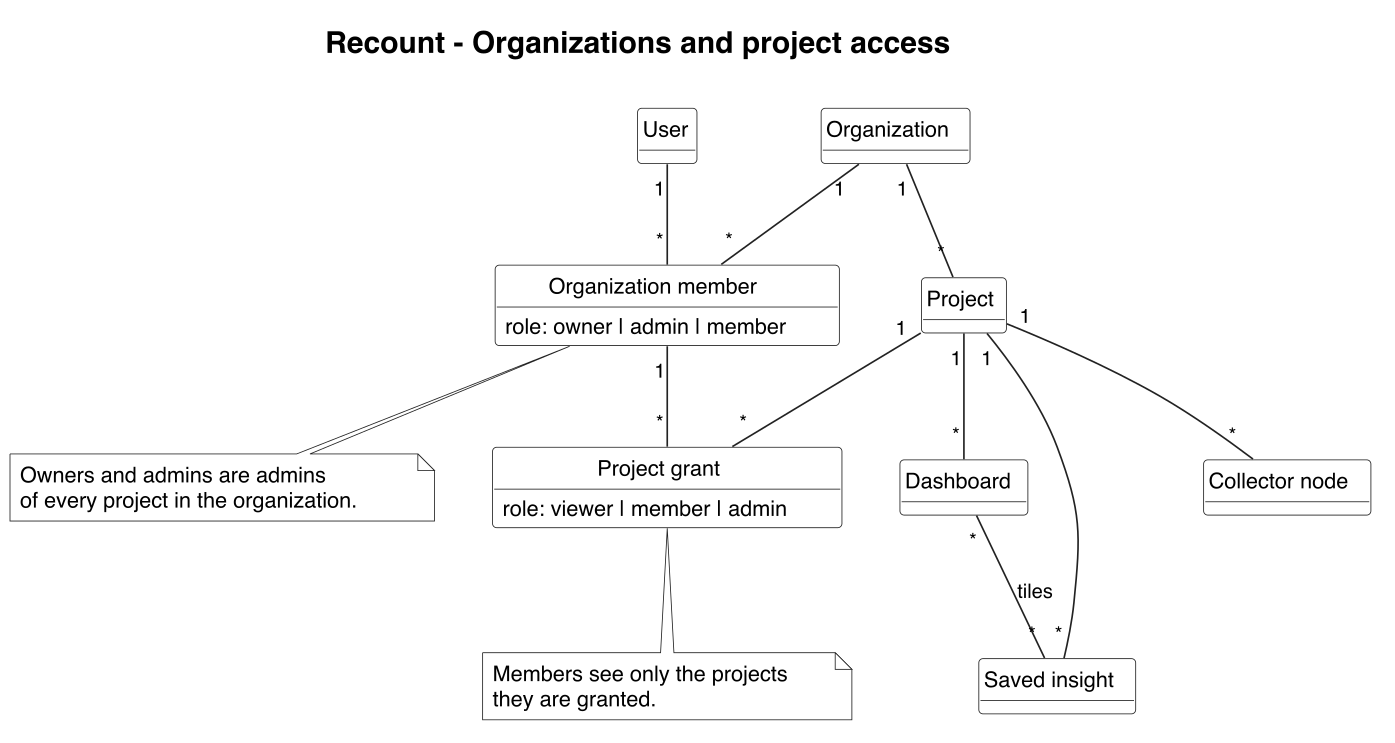 Recount - Organizations and project access
User
Organization
1
1
1
*
*
*
Organization member
role: owner | admin | member
Project
1
1
1
1
1
*
*
*
*
Owners and admins are admins
of every project in the organization.
Project grant
role: viewer | member | admin
Dashboard
Collector node
*
tiles
*
*
Members see only the projects
they are granted.
Saved insight